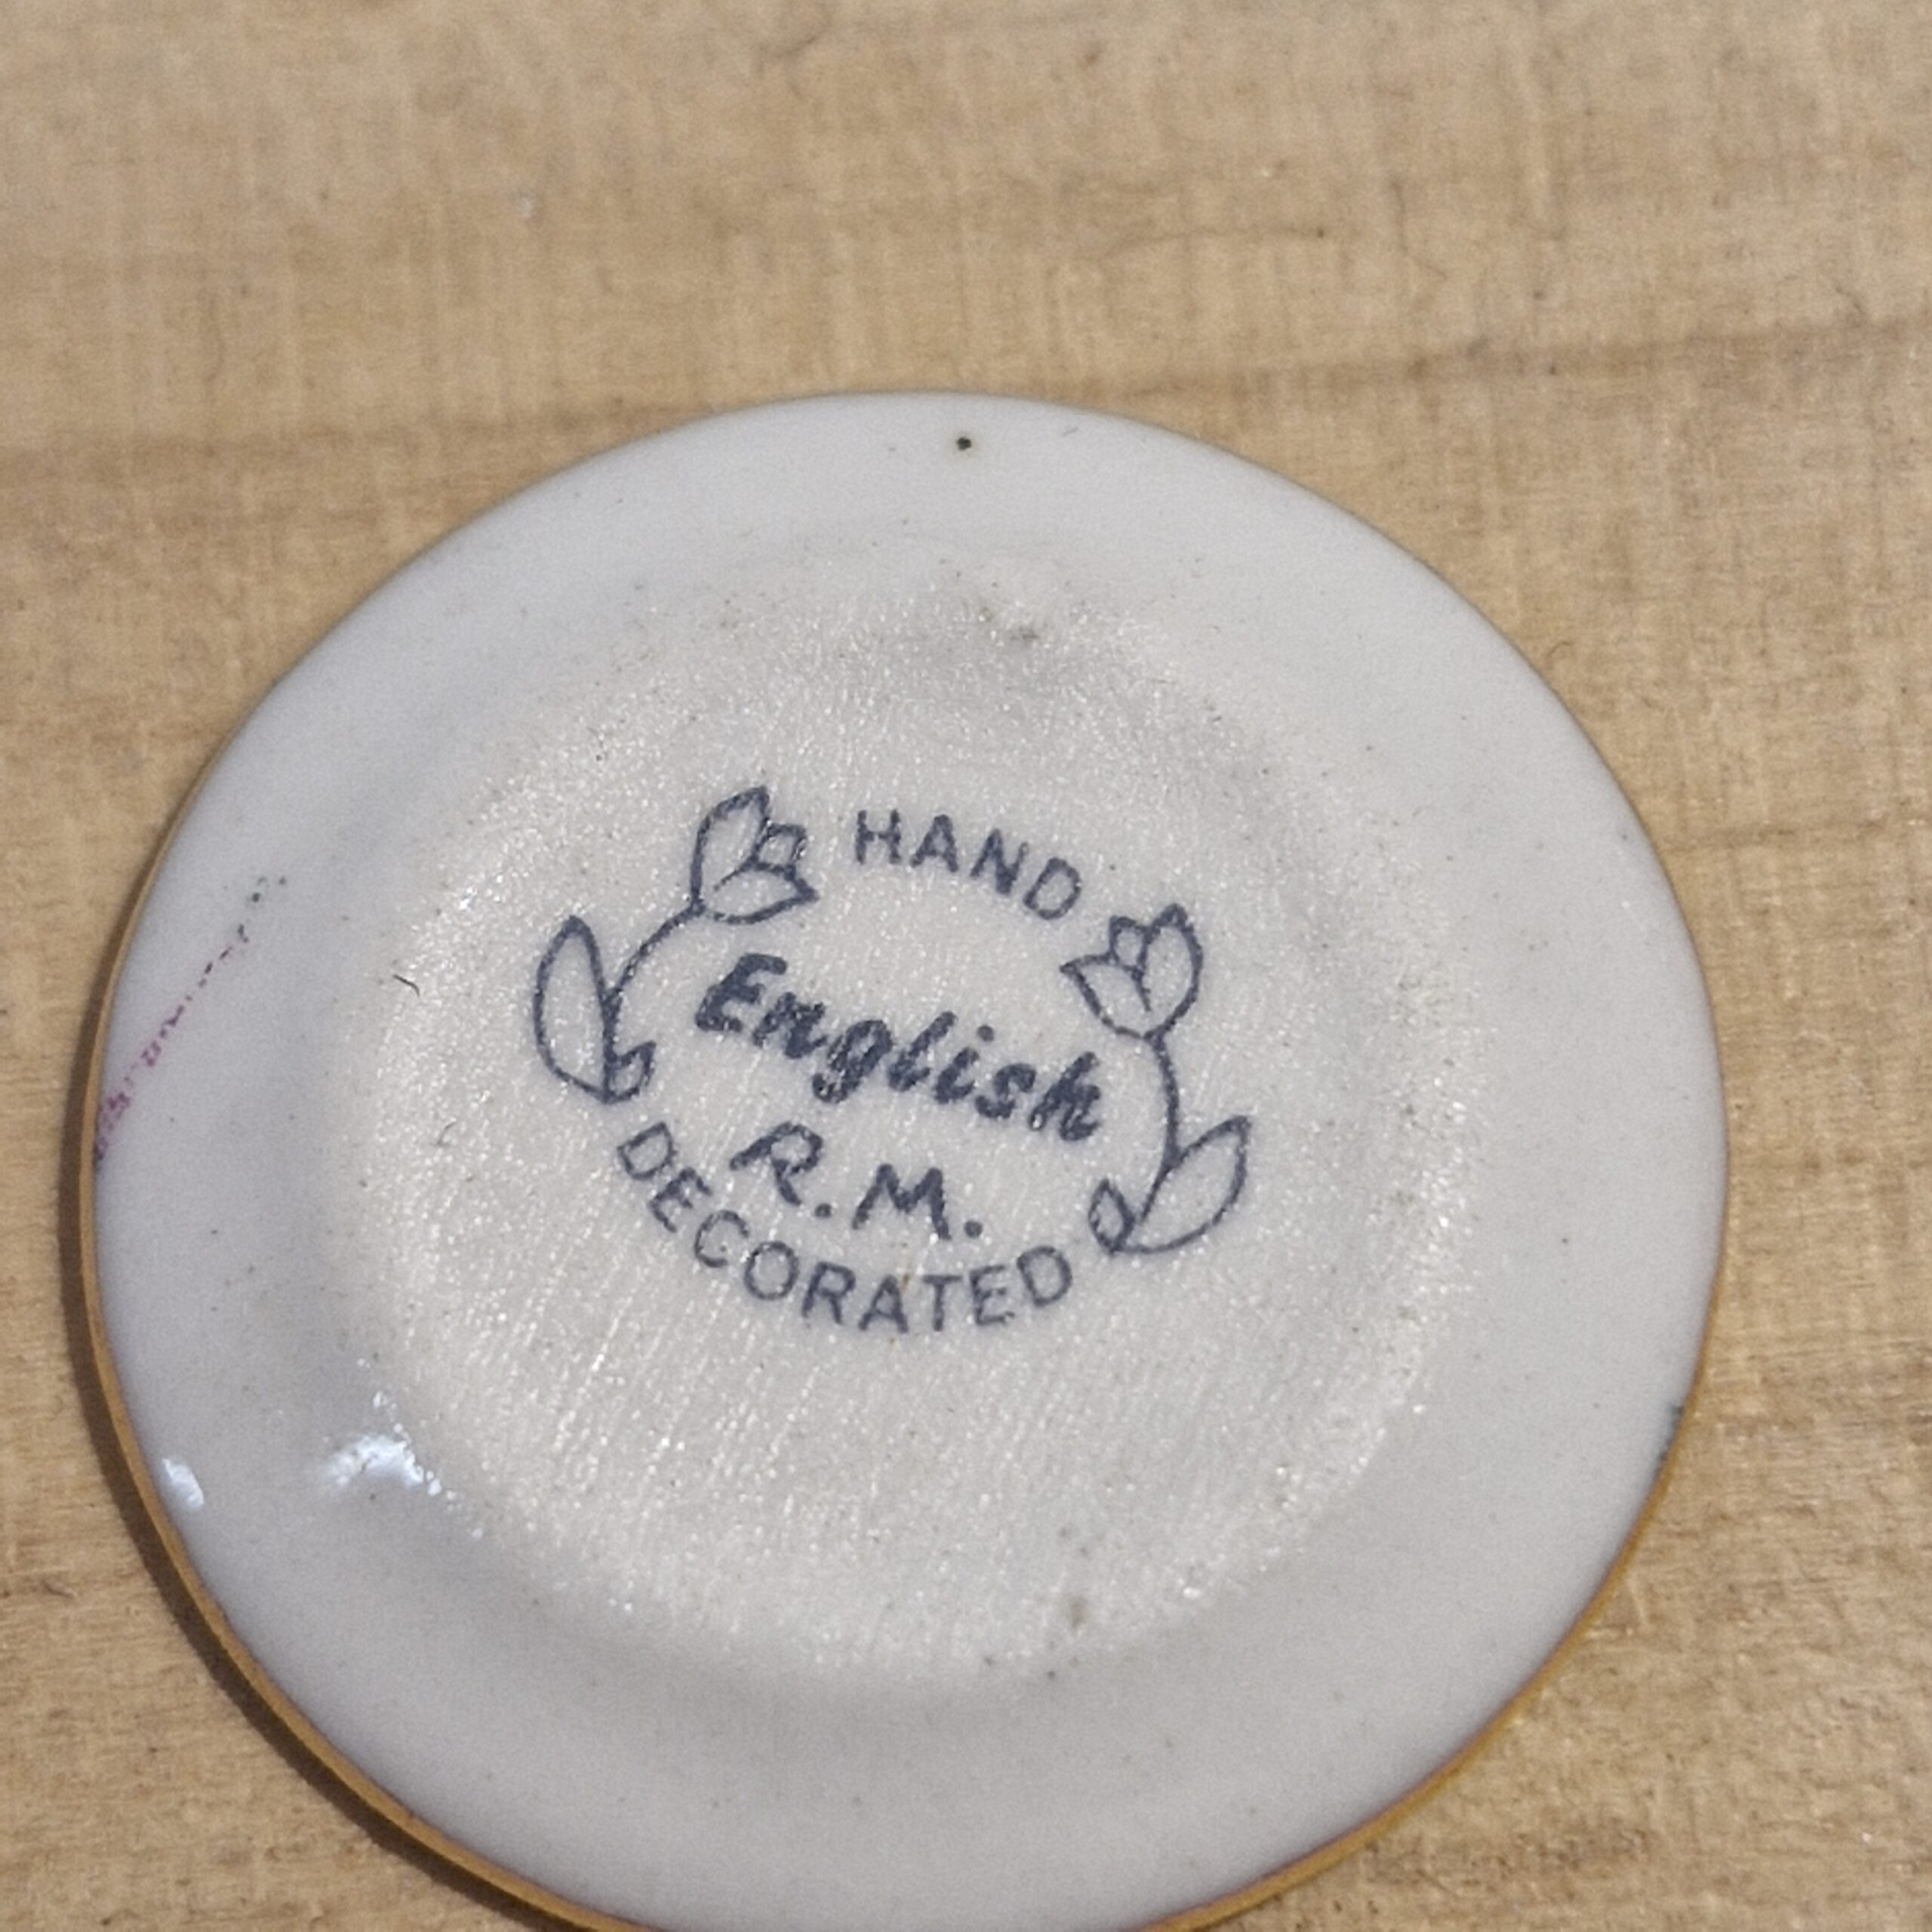 HAND
English
R.M.
DECORATED